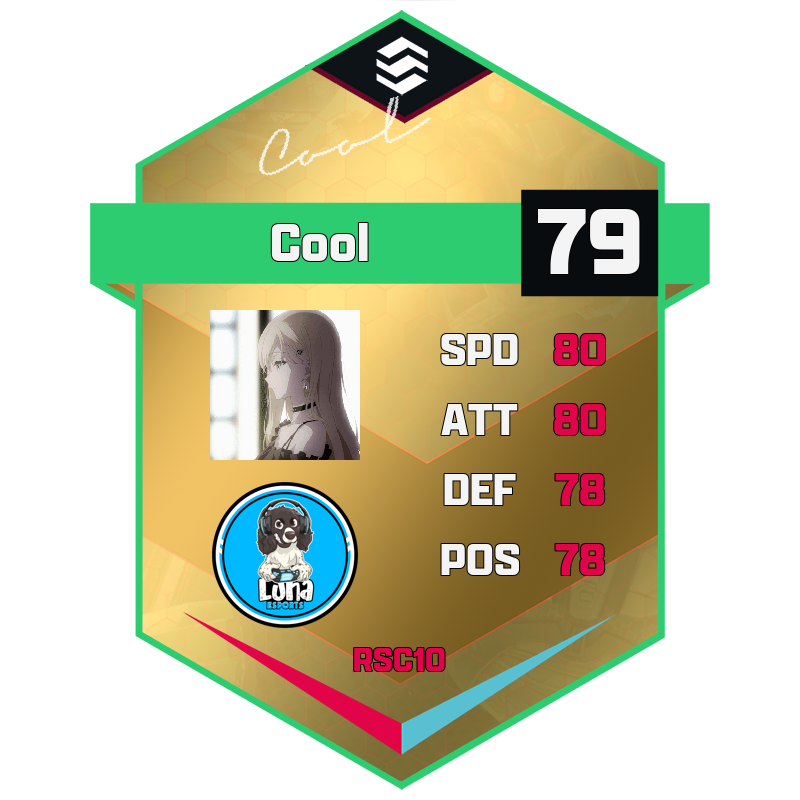 Cool
Cool
79
SPD 80
ATT 80
DEF 78
POS 78
Luna
ESPORTS
RSC10